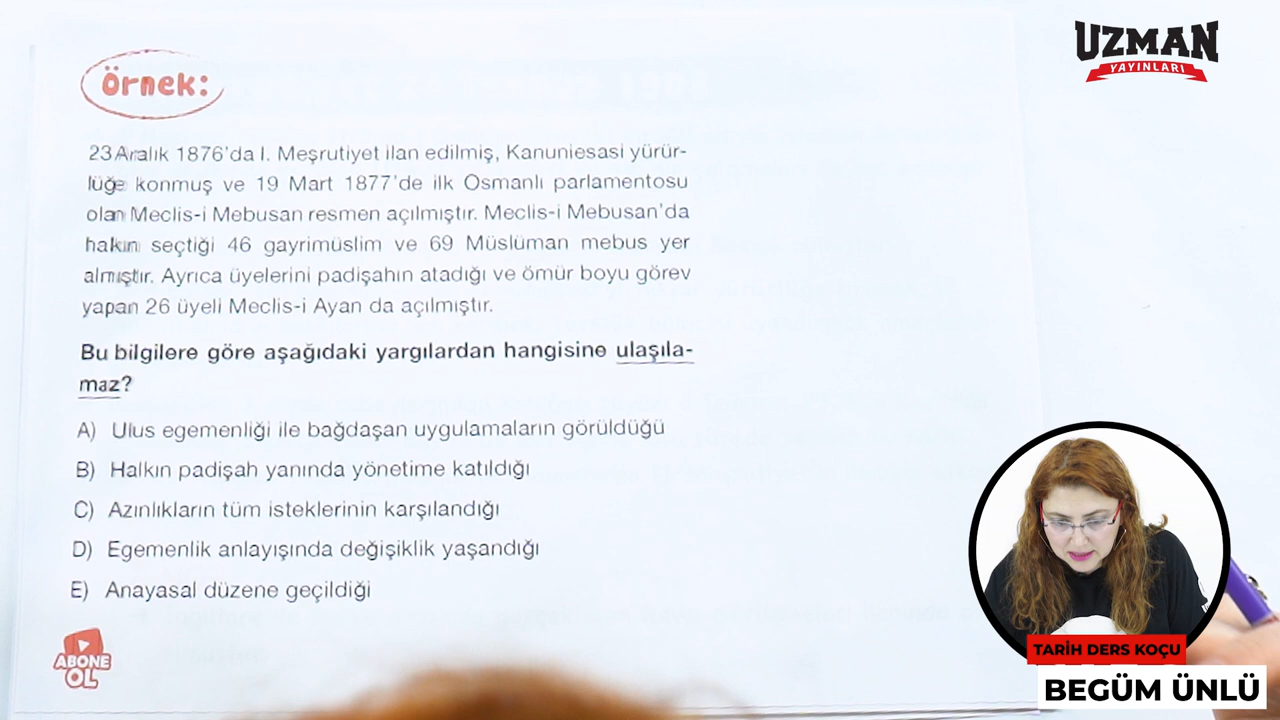 UZMAN
YAYINLARI
Örnek:
23 Aralık 1876'da I. Meşrutiyet ilan edilmiş, Kanuniesasi yürür-
lüğe konmuş ve 19 Mart 1877'de ilk Osmanlı parlamentosu
olan Meclis-i Mebusan resmen açılmıştır. Meclis-i Mebusan'da
halkın seçtiği 46 gayrimüslim ve 69 Müslüman mebus yer
almıştır. Ayrıca üyelerini padişahın atadığı ve ömür boyu görev
yapan 26 üyeli Meclis-i Ayan da açılmıştır.
Bu bilgilere göre aşağıdaki yargılardan hangisine ulaşıla-
maz?
A) Ulus egemenliği ile bağdaşan uygulamaların görüldüğü
B) Halkın padişah yanında yönetime katıldığı
C) Azınlıkların tüm isteklerinin karşılandığı
D) Egemenlik anlayışında değişiklik yaşandığı
E) Anayasal düzene geçildiği
ABONE
OL
TARİH DERS KOÇU
BEGÜM ÜNLÜ